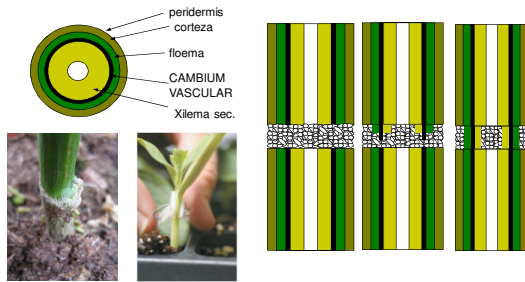 peridermis
corteza
floema
CAMBIUM
VASCULAR
Xilema sec.